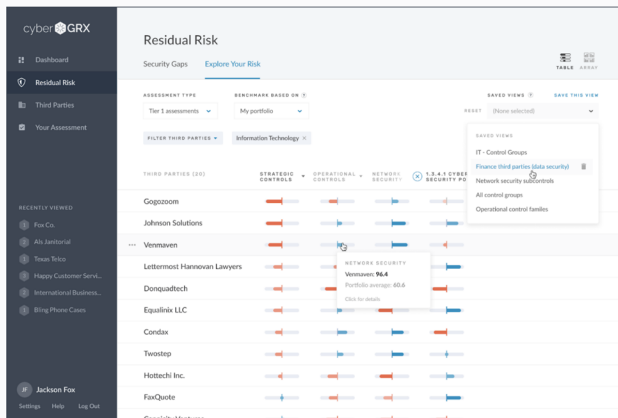 cyberGRX
Dashboard
Residual Risk
Third Parties
Your Assessment
RECENTLY VIEWED
Fox Co.
Als Janitorial
Texas Telco
Happy Customer Servi...
International Business...
Bling Phone Cases
JF Jackson Fox
Settings Help Log Out
Residual Risk
Security Gaps Explore Your Risk
TABLE ARRAY
ASSESSMENT TYPE BENCHMARK BASED ON ?
Tier 1 assessments My portfolio
SAVED VIEWS ? SAVE THIS VIEW
RESET (None selected)
FILTER THIRD PARTIES Information Technology ×
SAVED VIEWS
IT - Control Groups
Finance third parties (data security)
Network security subcontrols
All control groups
Operational control familes
THIRD PARTIES (20)
STRATEGIC CONTROLS
OPERATIONAL CONTROLS
NETWORK SECURITY
1.3.4.1 CYBER
SECURITY PO
Gogozoom
Johnson Solutions
Venmaven
Lettermost Hannovan Lawyers
Donquadtech
Equalinix LLC
Condax
Twostep
Hottechi Inc.
FaxQuote
NETWORK SECURITY
Venmaven: 96.4
Portfolio average: 60.6
Click for details